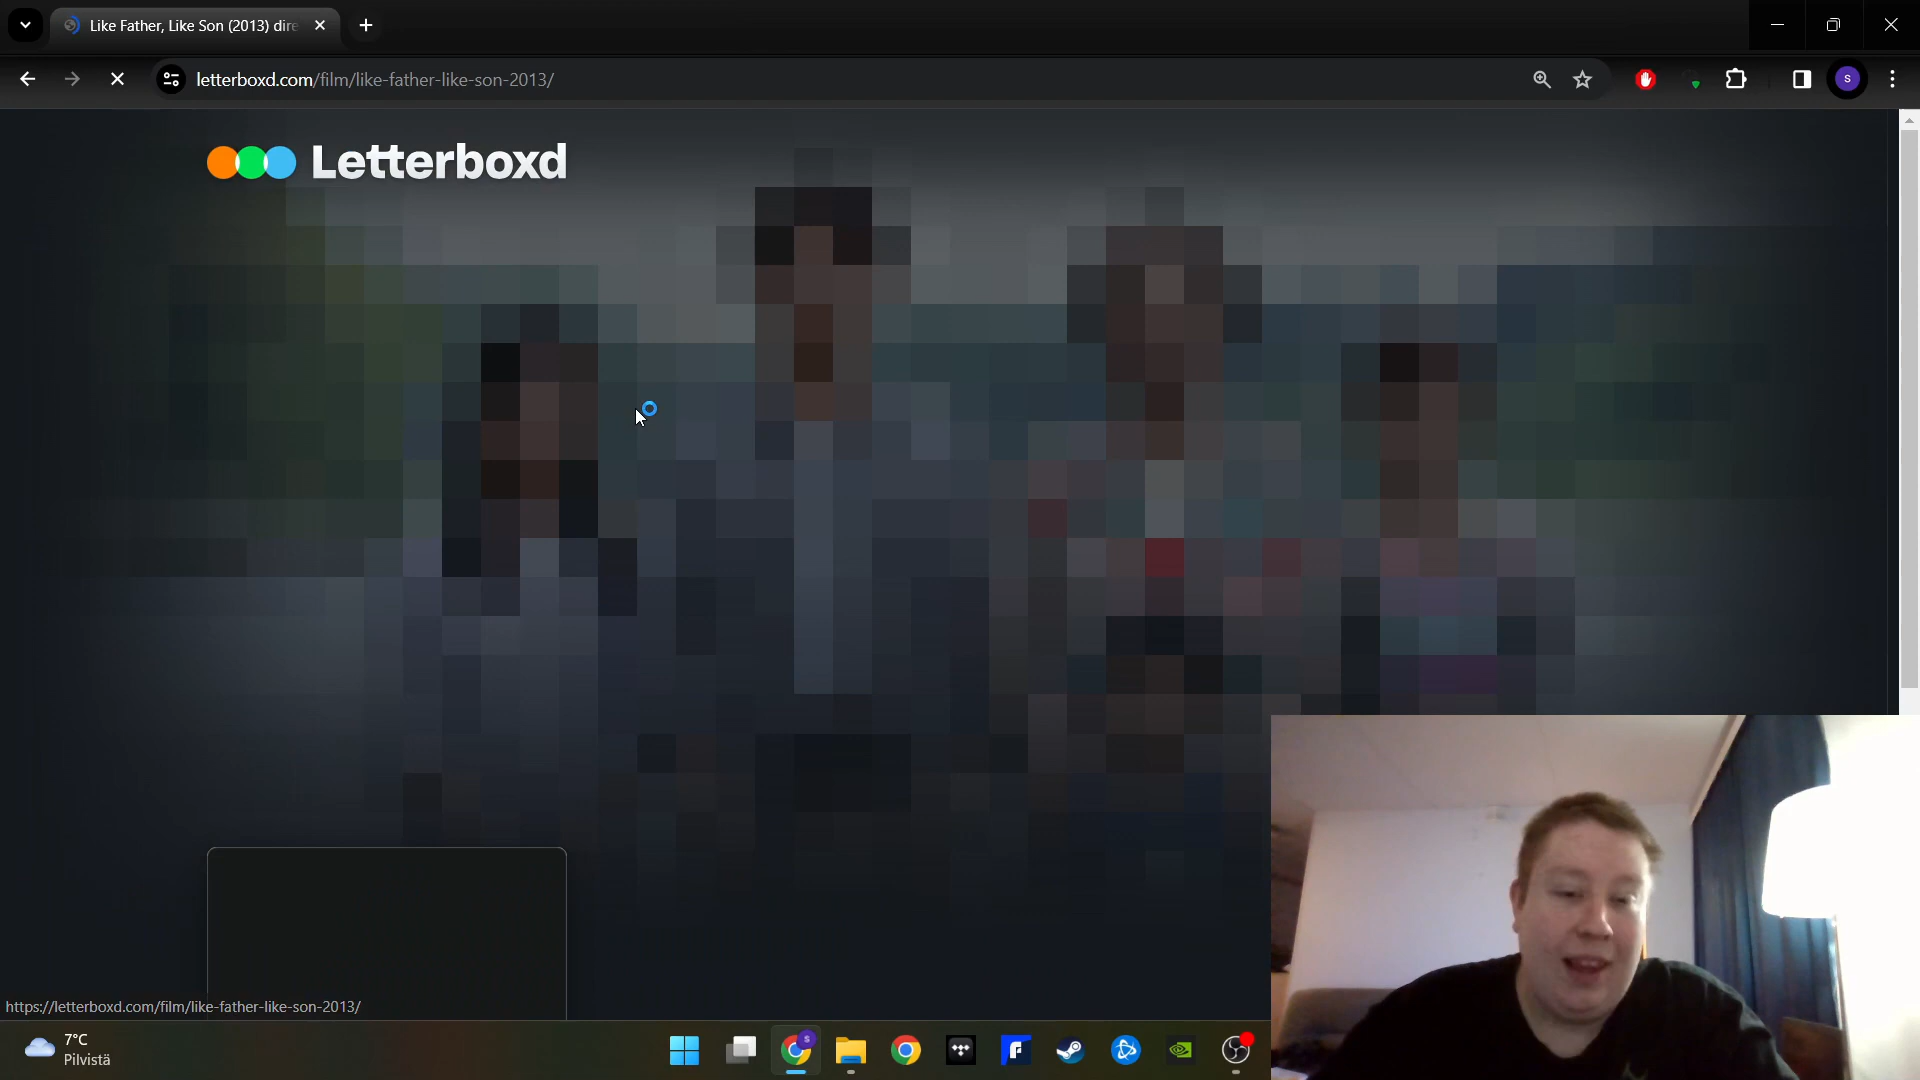 Like Father, Like Son (2013) dire
letterboxd.com/film/like-father-like-son-2013/
S
Letterboxd
https://letterboxd.com/film/like-father-like-son-2013/
7°C
Pilvistä